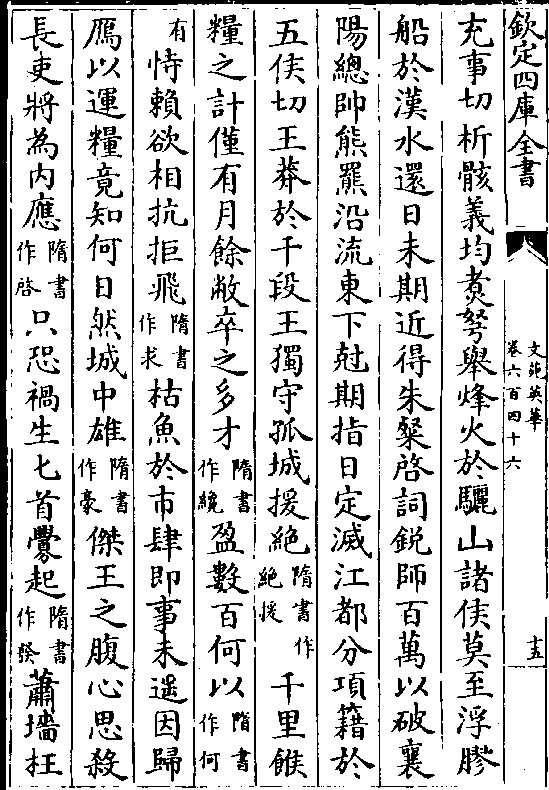 欽定四庫全書
文苑英華
卷六百四十六
十五
充事切析骸義均煑弩舉烽火於驪山諸侯莫至浮膠
船於漢水還日未期近得朱粲啓詞鋭師百萬以破襄
陽總帥熊羆沿流東下尅期指日定滅江都分項籍於
五侯切王莽於千段王獨守孤城援絶隋書作絶援千里餱
糧之計僅有月餘敝卒之多才隋書作纔盈數百何以隋書作何
有恃賴欲相抗拒飛隋書作求枯魚於市肆即事未遥因歸
鴈以運糧竟知何日然城中雄隋書作豪傑王之腹心思殺
長吏將為内應隋書作啓只恐禍生七首釁起隋書作發蕭墻枉